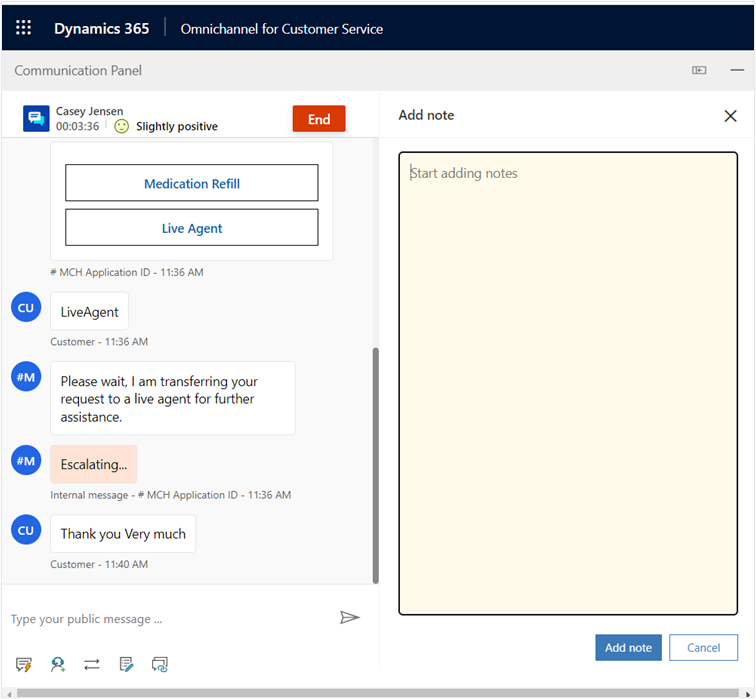 Dynamics 365
Omnichannel for Customer Service
Communication Panel
Casey Jensen
00:03:36
Slightly positive
End
Medication Refill
Live Agent
# MCH Application ID - 11:36 AM
CU
LiveAgent
Customer - 11:36 AM
#M
Please wait, I am transferring your
request to a live agent for further
assistance.
#M
Escalating...
Internal message - # MCH Application ID - 11:36 AM
CU
Thank you Very much
Customer - 11:40 AM
Type your public message ...
Add note
Start adding notes
Add note
Cancel